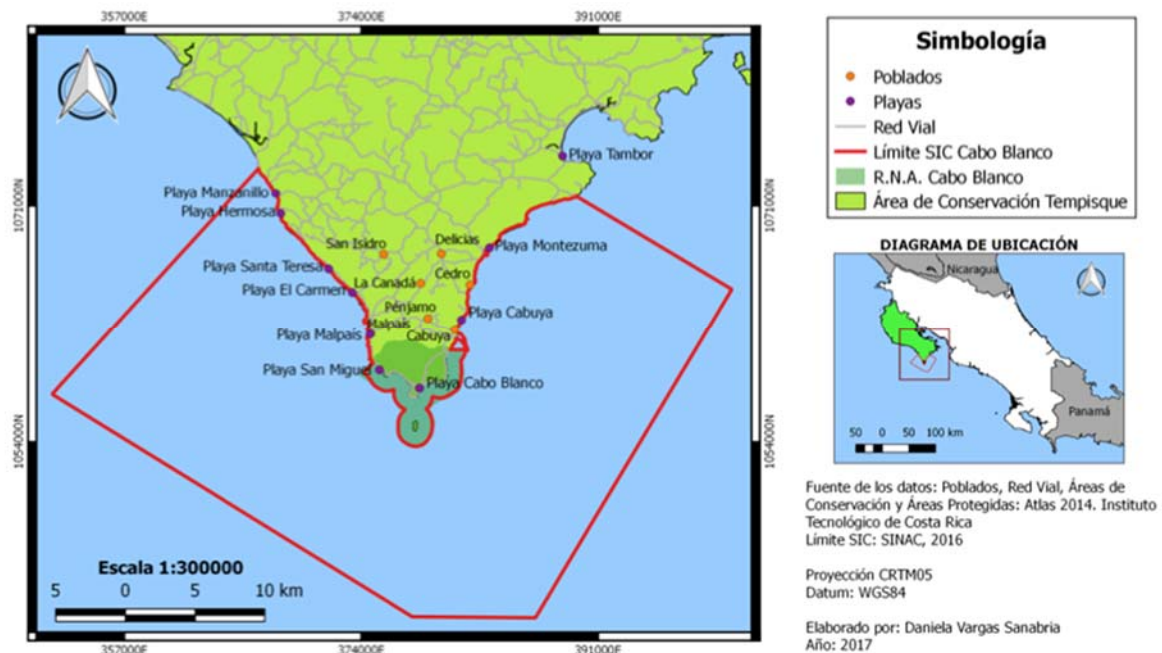 357000E 374000E 391000E
Playa Tambor
1071000N
1071000N
Playa Manzanillo
Playa Hermosa
San Isidro
Delicias
Playa Montezuma
Playa Santa Teresa
La Canadá
Cedro
Playa El Carmen
Pénjamo
Playa Cabuya
Malpaís
Playa Malpaís
Cabuya
Playa San Miguel
Playa Cabo Blanco
1054000N
1054000N
Escala 1:300000
5 0 5 10 km
357000E 374000E 391000E
Simbología
Poblados
Playas
Red Vial
Límite SIC Cabo Blanco
R.N.A. Cabo Blanco
Área de Conservación Tempisque
DIAGRAMA DE UBICACIÓN
Nicaragua
Panamá
50 0 50 100 km
Fuente de los datos: Poblados, Red Vial, Áreas de
Conservación y Áreas Protegidas: Atlas 2014. Instituto
Tecnológico de Costa Rica
Límite SIC: SINAC, 2016
Proyección CRTM05
Datum: WGS84
Elaborado por: Daniela Vargas Sanabria
Año: 2017